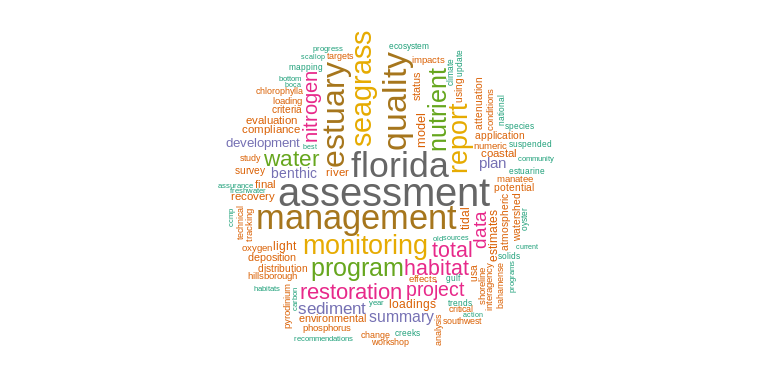 progress
scallop
targets
ecosystem
mapping
impacts
bottom
boca
chlorophylla
loading
criteria
nitrogen
estuary
seagrass
quality
status
model
nutrient
climate
update
using
report
attenuation
conditions
national
evaluation
compliance
development
best
species
application
suspended
numeric
coastal
community
study
water
florida
plan
survey
benthic
river
estuarine
assurance
freshwater
final
recovery
assessment
manatee
potential
ccmp
technical
tracking
management
tidal
data
estimates
atmospheric
watershed
oyster
oxygen
light
monitoring
old
sources
total
current
deposition
distribution
hillsborough
program
habitat
solids
effects
gulf
usa
shoreline
interagency
bahamense
programs
habitats
pyrodinium
carbon
restoration
project
year
loadings
trends
critical
action
southwest
sediment
environmental
summary
phosphorus
change
creeks
analysis
recommendations
workshop